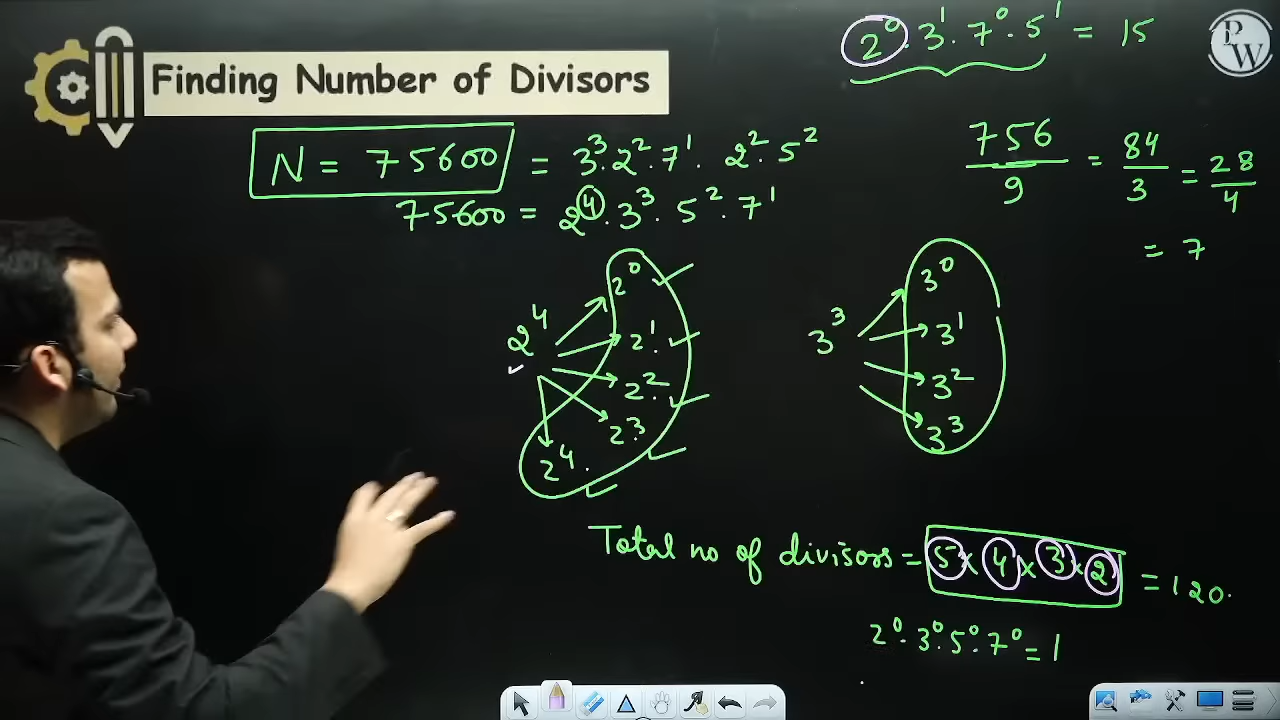 2⁰. 3¹. 7⁰. 5¹ = 15
PW
Finding Number of Divisors
N = 75600 = 3³. 2². 7¹. 2². 5²
75600 = 2⁴. 3³. 5². 7¹
756/9 = 84/3 = 28/4
= 7
2⁴
2⁰
2¹.
2².
2³.
2⁴.
3³
3⁰
3¹
3²
3³
Total no of divisors = 5 x 4 x 3 x 2 = 120.
2⁰. 3⁰. 5⁰. 7⁰ = 1